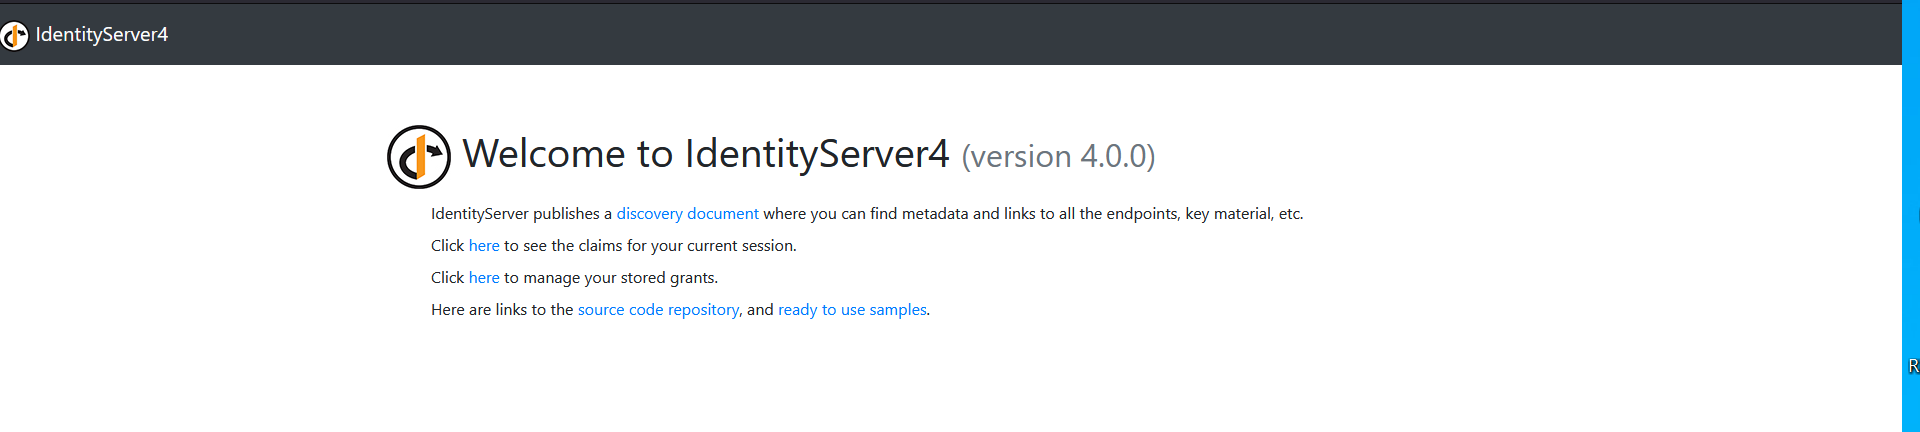 IdentityServer4
Welcome to IdentityServer4 (version 4.0.0)
IdentityServer publishes a discovery document where you can find metadata and links to all the endpoints, key material, etc.
Click here to see the claims for your current session.
Click here to manage your stored grants.
Here are links to the source code repository, and ready to use samples.
R